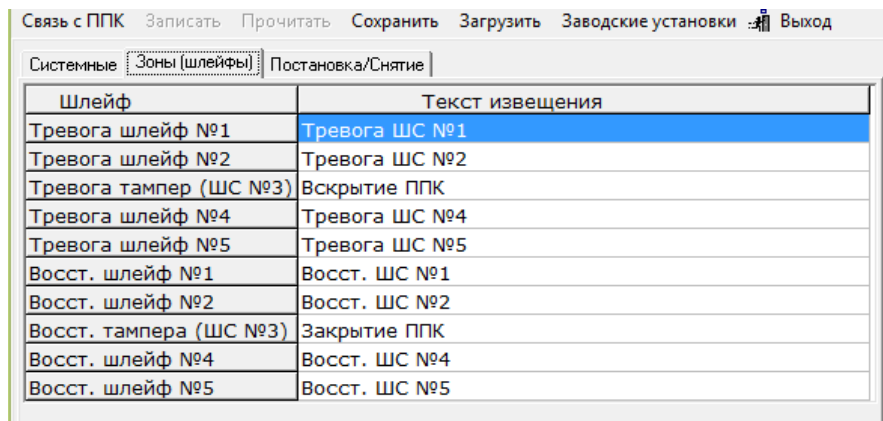 Связь с ППК Записать Прочитать Сохранить Загрузить Заводские установки Выход
Системные Зоны (шлейфы) Постановка/Снятие
Шлейф Текст извещения
Тревога шлейф №1 Тревога ШС №1
Тревога шлейф №2 Тревога ШС №2
Тревога тампер (ШС №3) Вскрытие ППК
Тревога шлейф №4 Тревога ШС №4
Тревога шлейф №5 Тревога ШС №5
Восст. шлейф №1 Восст. ШС №1
Восст. шлейф №2 Восст. ШС №2
Восст. тампера (ШС №3) Закрытие ППК
Восст. шлейф №4 Восст. ШС №4
Восст. шлейф №5 Восст. ШС №5